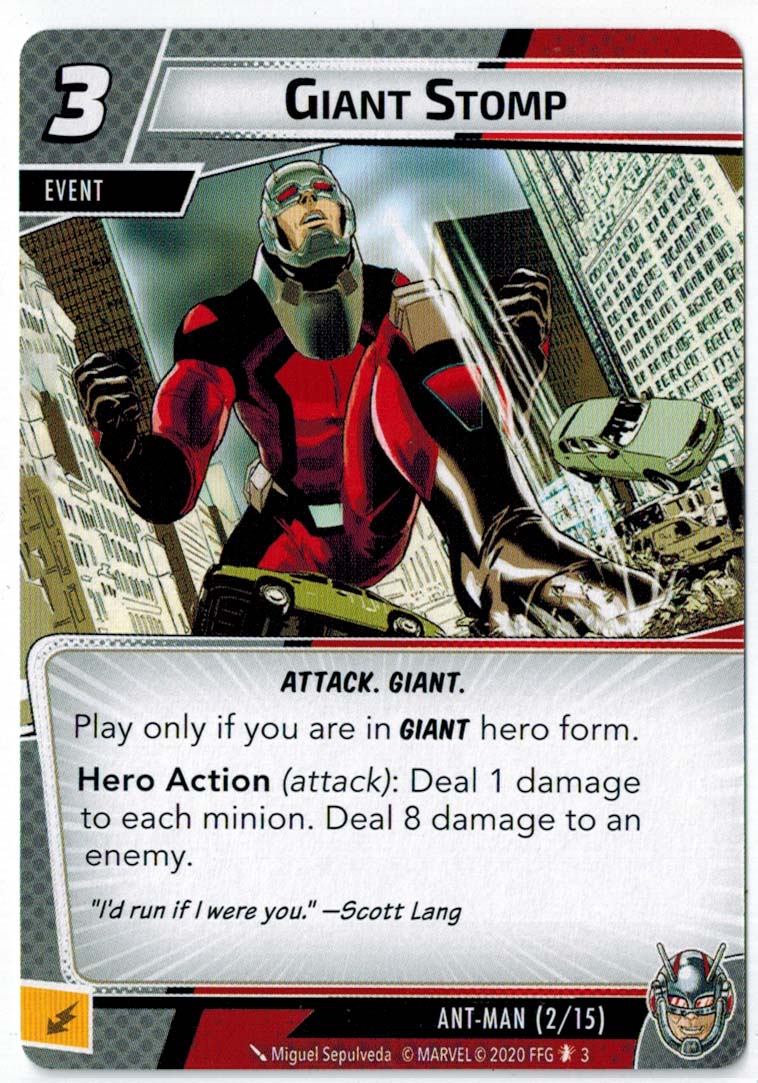 3
GIANT STOMP
EVENT
ATTACK. GIANT.
Play only if you are in GIANT hero form.
Hero Action (attack): Deal 1 damage
to each minion. Deal 8 damage to an
enemy.
"I'd run if I were you." —Scott Lang
ANT-MAN (2/15)
Miguel Sepulveda © MARVEL © 2020 FFG 3